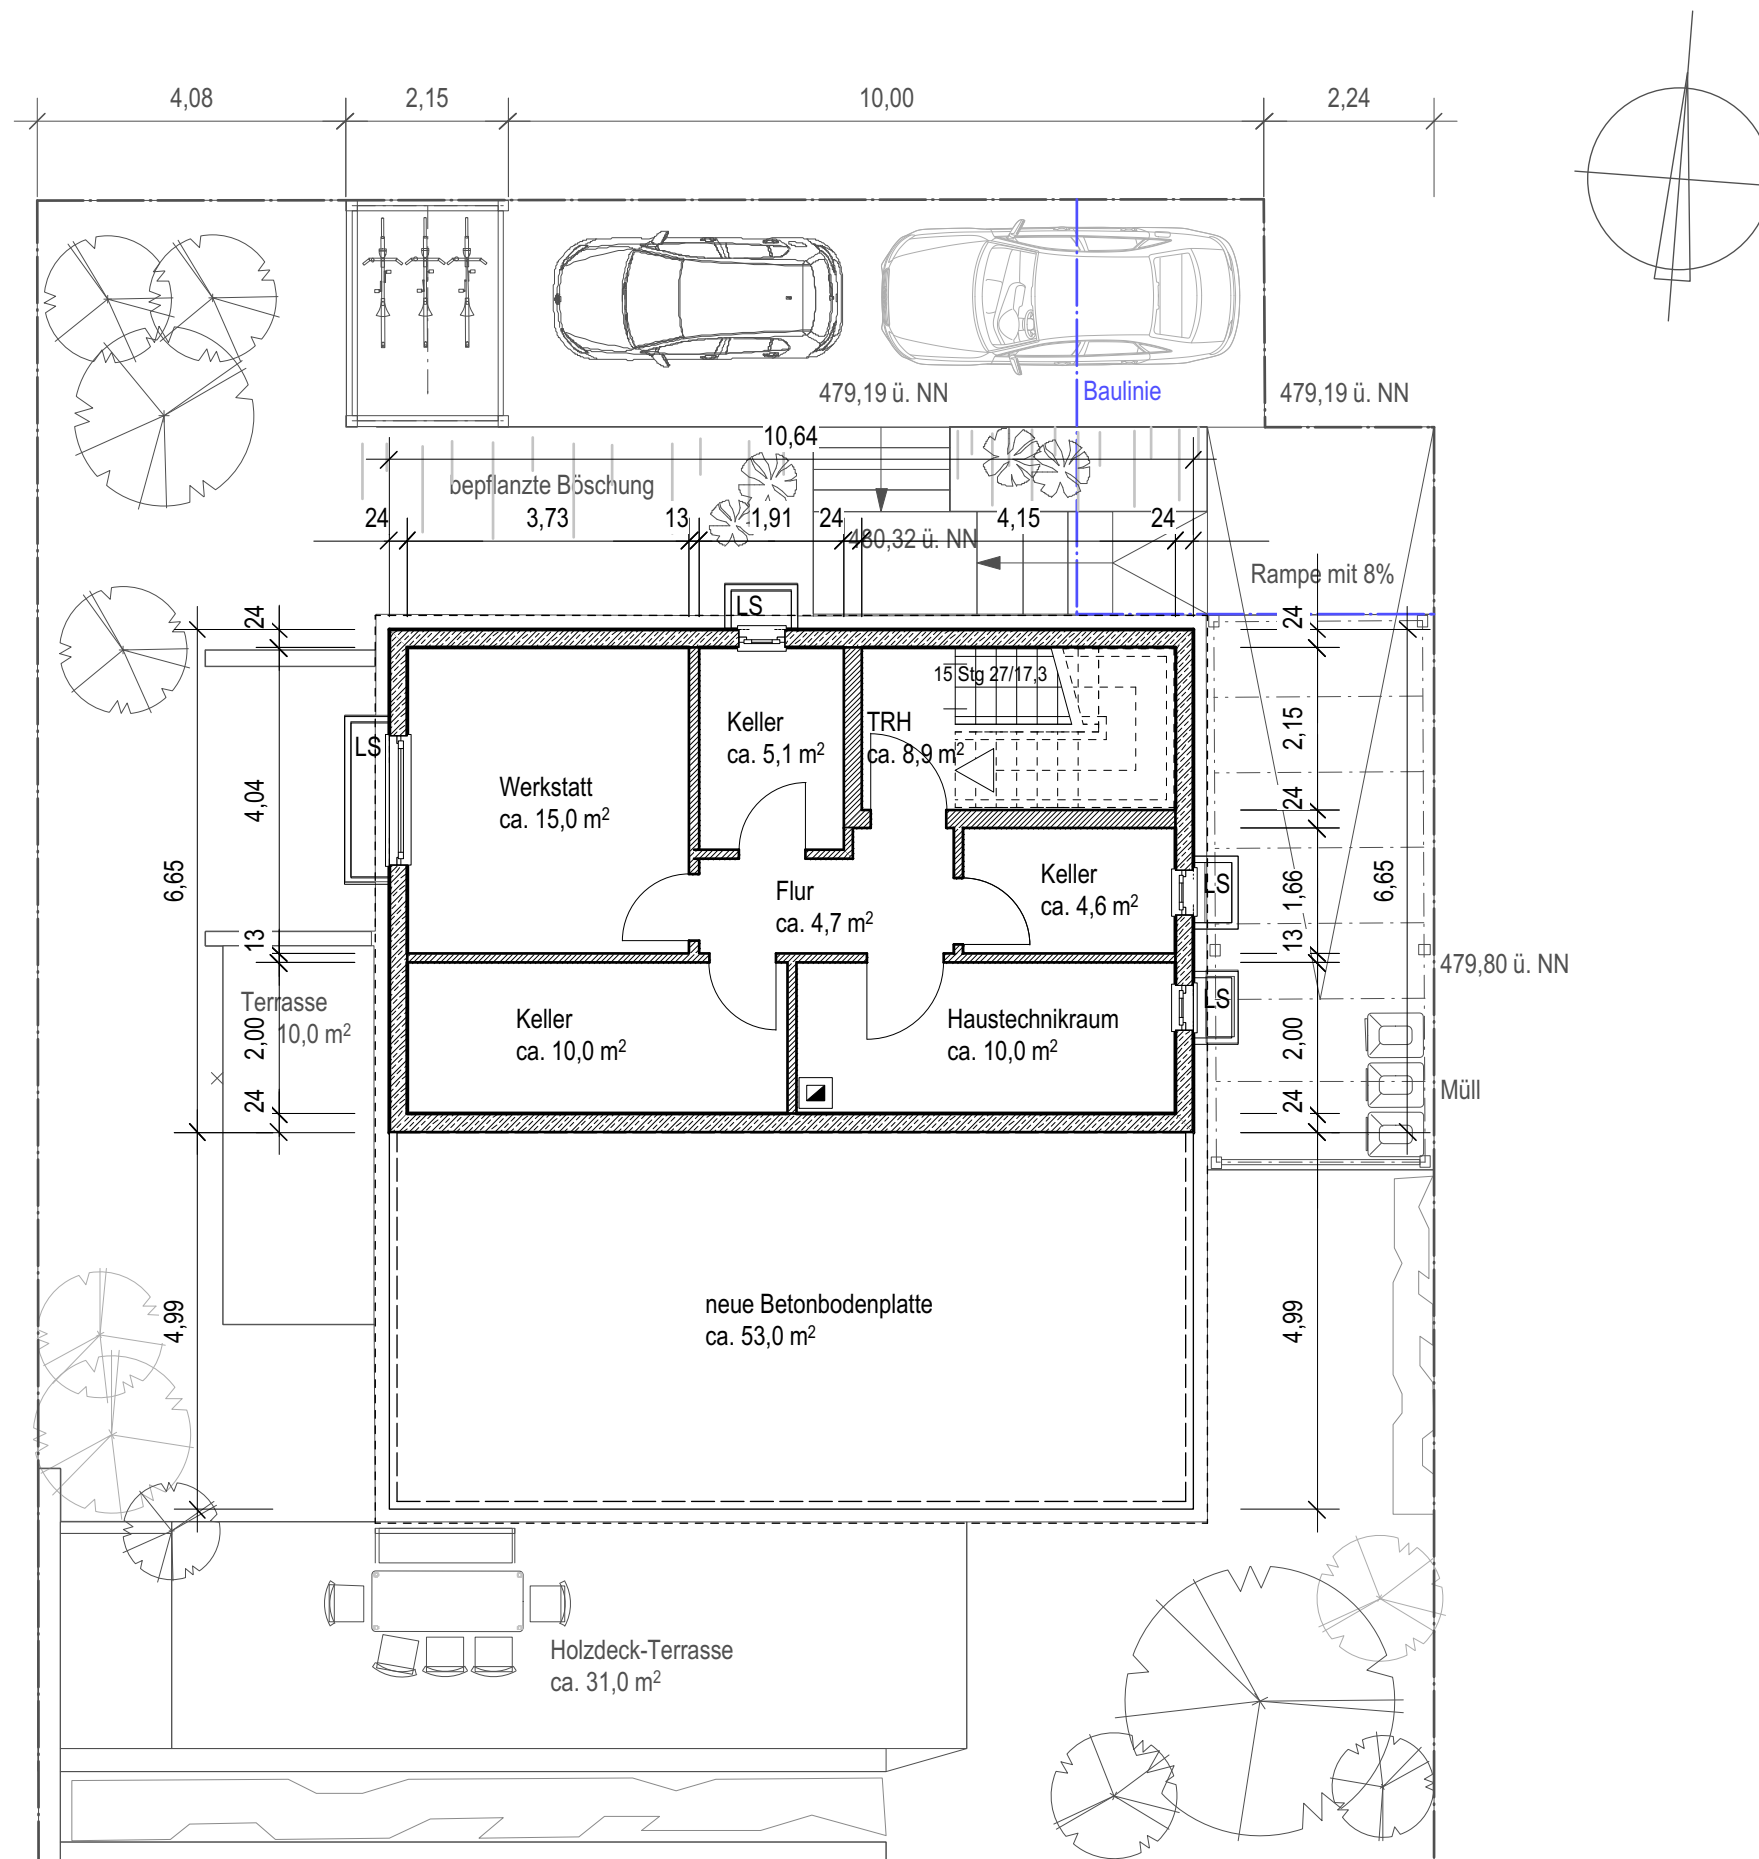 4,08
2,15
10,00
2,24
479,19 ü. NN
Baulinie
479,19 ü. NN
10,64
bepflanzte Böschung
24
3,73
13
1,91
24
4,15
24
480,32 ü. NN
Rampe mit 8%
LS
24
24
15 Stg 27/17,3
Keller
ca. 5,1 m²
TRH
ca. 8,9 m²
2,15
LS
Werkstatt
ca. 15,0 m²
4,04
24
6,65
Flur
ca. 4,7 m²
Keller
ca. 4,6 m²
LS
1,66
6,65
13
13
479,80 ü. NN
Terrasse
10,0 m²
2,00
Keller
ca. 10,0 m²
Haustechnikraum
ca. 10,0 m²
LS
2,00
24
24
Müll
neue Betonbodenplatte
ca. 53,0 m²
4,99
4,99
Holzdeck-Terrasse
ca. 31,0 m²